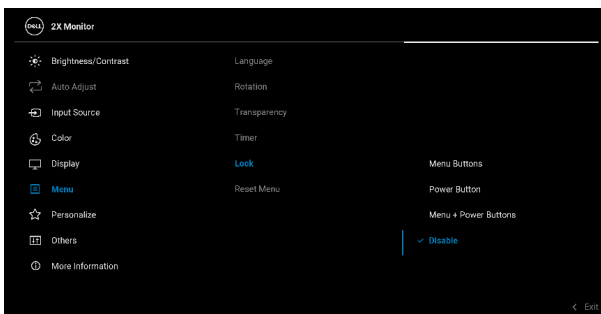 DELL 2X Monitor
Brightness/Contrast Language
Auto Adjust Rotation
Input Source Transparency
Color Timer
Display Lock Menu Buttons
Menu Reset Menu Power Button
Personalize Menu + Power Buttons
Others Disable
More Information
Exit